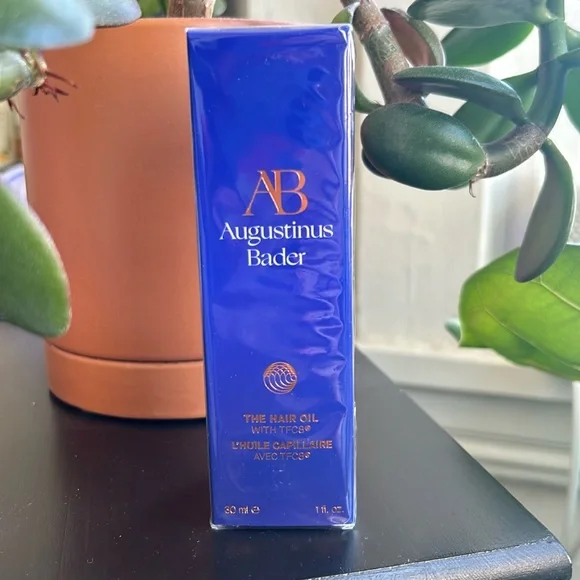 AB
Augustinus
Bader
THE HAIR OIL
WITH TFC8®
L'HUILE CAPILLAIRE
AVEC TFC8®
30 ml ℮ 1 fl. oz.